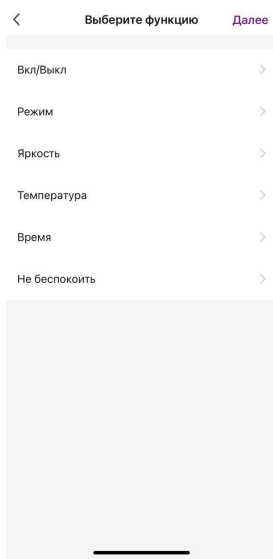 Выберите функцию
Далее
Вкл/Выкл
Режим
Яркость
Температура
Время
Не беспокоить